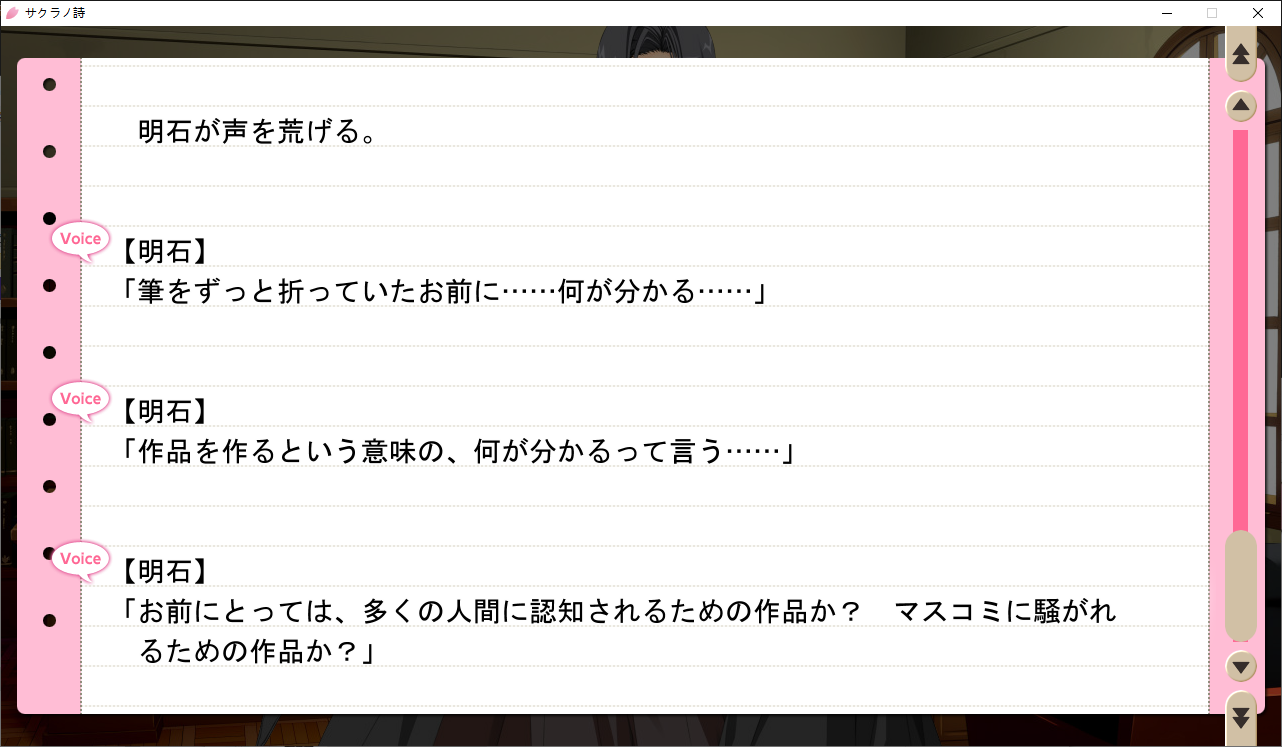 サクラノ詩
明石が声を荒げる。
Voice
【明石】
「筆をずっと折っていたお前に……何が分かる……」
Voice
【明石】
「作品を作るという意味の、何が分かるって言う……」
Voice
【明石】
「お前にとっては、多くの人間に認知されるための作品か？　マスコミに騒がれ
るための作品か？」